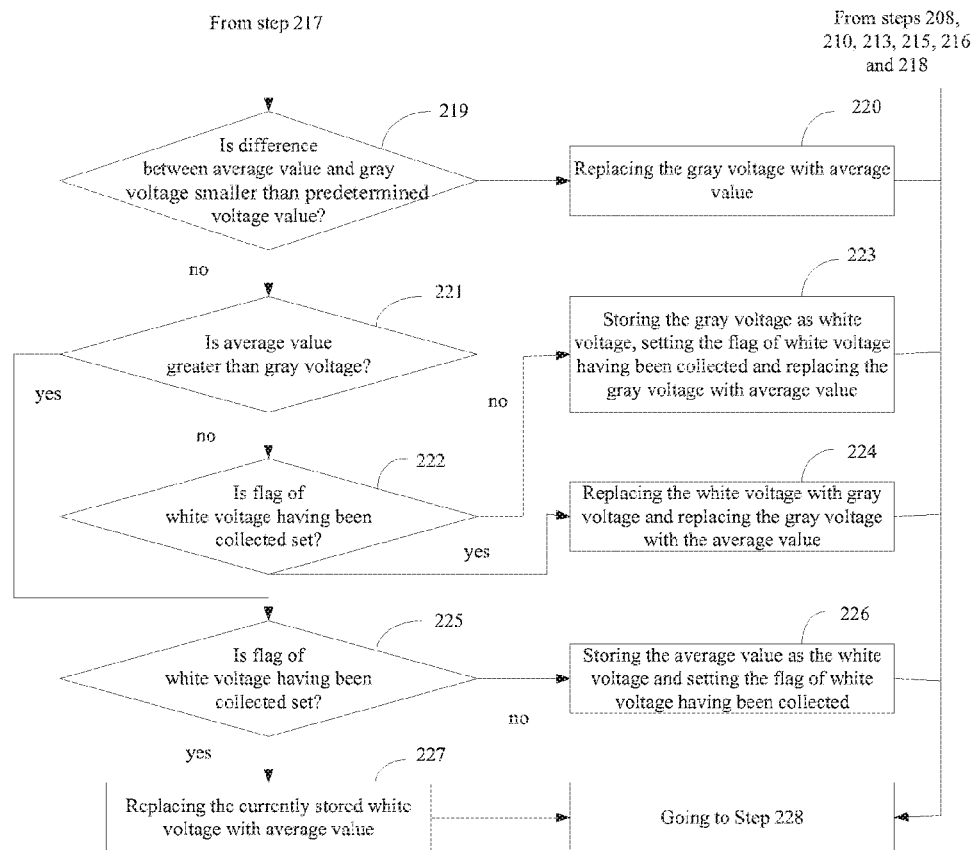 From step 217
From steps 208,
210, 213, 215, 216
and 218
219
Is difference
between average value and gray
voltage smaller than predetermined
voltage value?
220
Replacing the gray voltage with average
value
no
221
Is average value
greater than gray voltage?
yes
no
223
Storing the gray voltage as white
voltage, setting the flag of white voltage
having been collected and replacing the
gray voltage with average value
no
222
Is flag of
white voltage having been
collected set?
yes
224
Replacing the white voltage with gray
voltage and replacing the gray voltage
with the average value
225
Is flag of
white voltage having been
collected set?
no
226
Storing the average value as the white
voltage and setting the flag of white
voltage having been collected
yes
227
Replacing the currently stored white
voltage with average value
Going to Step 228